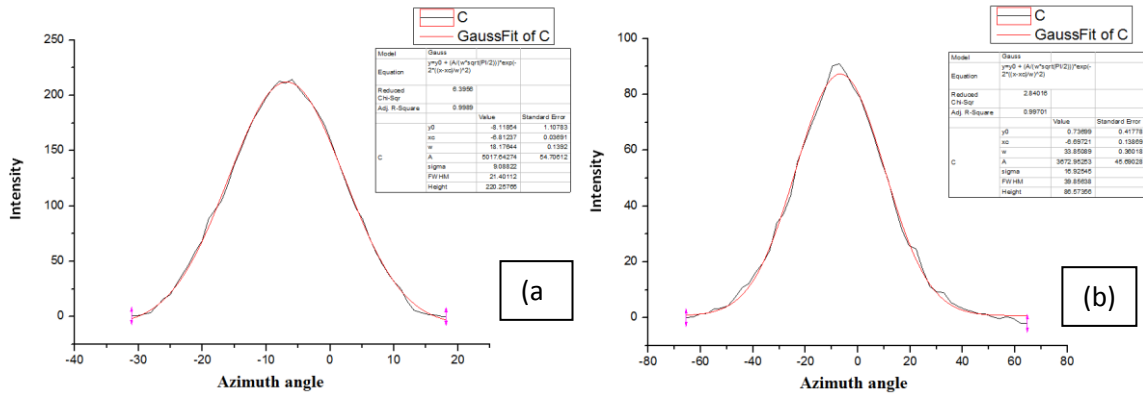 C
GaussFit of C
Model Gauss
Equation y=y0 + (A/(w*sqrt(PI/2)))*exp(-2*((x-xc)/w)^2)
Reduced Chi-Sqr 6.3956
Adj. R-Square 0.9989
Value Standard Error
C
y0 -8.11854 1.10783
xc -6.81237 0.03691
w 18.17644 0.1392
A 5017.64274 54.70612
sigma 9.08822
FWHM 21.40112
Height 220.25766
250
200
150
100
50
0
-40 -30 -20 -10 0 10 20
Intensity
Azimuth angle
(a
C
GaussFit of C
Model Gauss
Equation y=y0 + (A/(w*sqrt(PI/2)))*exp(-2*((x-xc)/w)^2)
Reduced Chi-Sqr 2.84016
Adj. R-Square 0.99701
Value Standard Error
C
y0 0.73699 0.41778
xc -6.69721 0.13869
w 33.85089 0.36018
A 3672.95253 45.69028
sigma 16.92545
FWHM 39.85638
Height 86.57356
100
80
60
40
20
0
-80 -60 -40 -20 0 20 40 60 80
Intensity
Azimuth angle
(b)